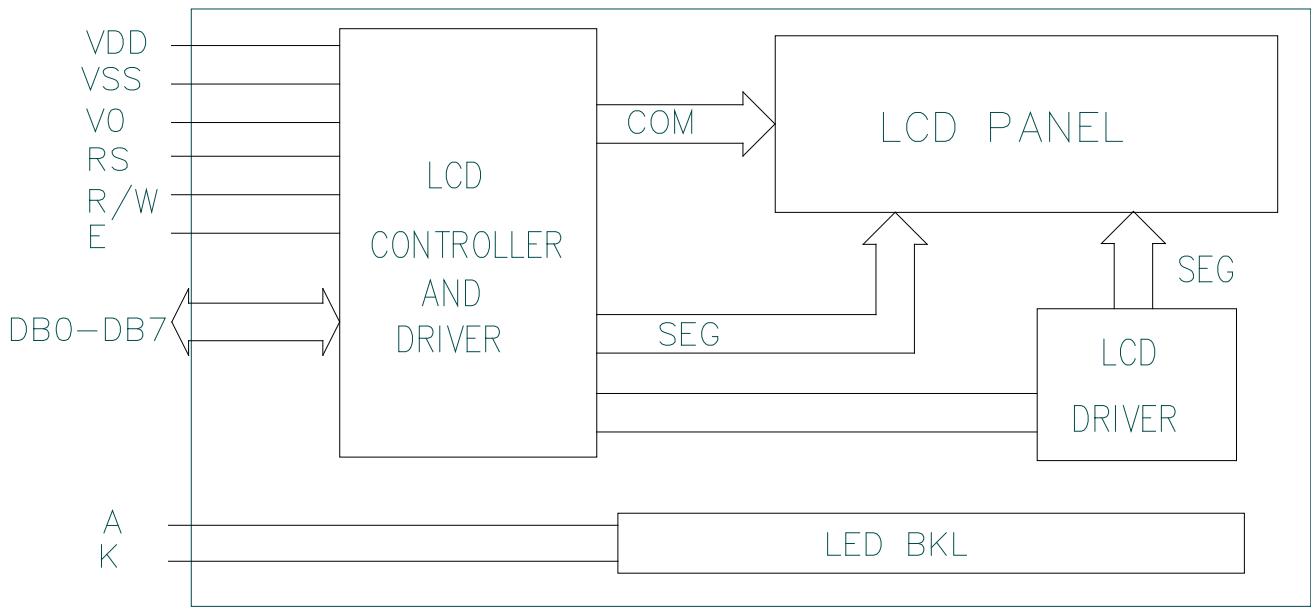 VDD
VSS
V0
RS
R/W
E
DB0-DB7
A
K
LCD
CONTROLLER
AND
DRIVER
COM
SEG
LCD PANEL
SEG
LCD
DRIVER
LED BKL